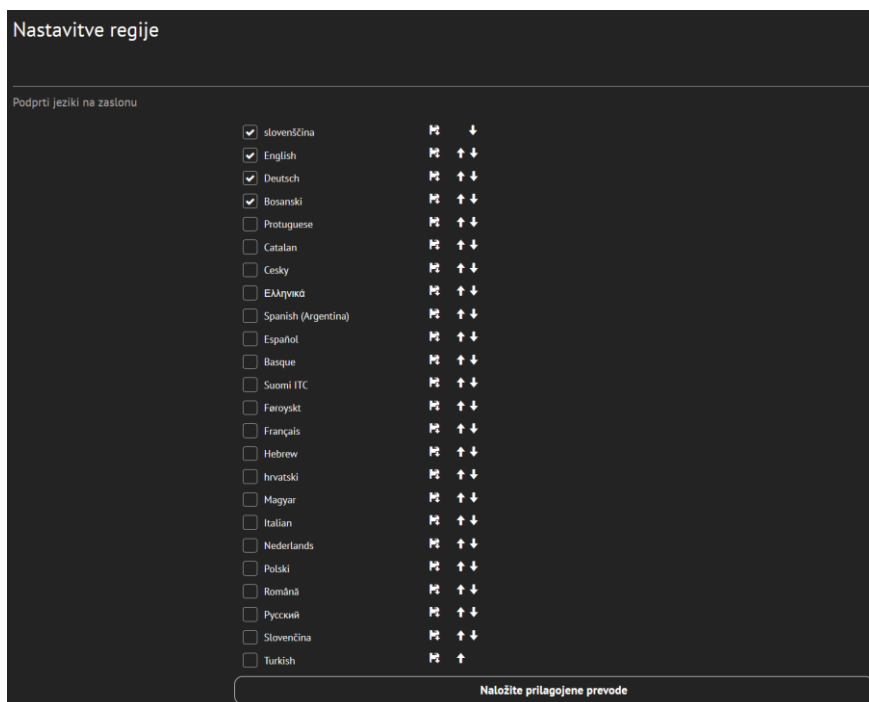 Nastavitve regije
Podprti jeziki na zaslonu
slovenščina
English
Deutsch
Bosanski
Protuguese
Catalan
Cesky
Ελληνικά
Spanish (Argentina)
Español
Basque
Suomi ITC
Føroyskt
Français
Hebrew
hrvatski
Magyar
Italian
Nederlands
Polski
Română
Русский
Slovenčina
Turkish
Naložite prilagojene prevode